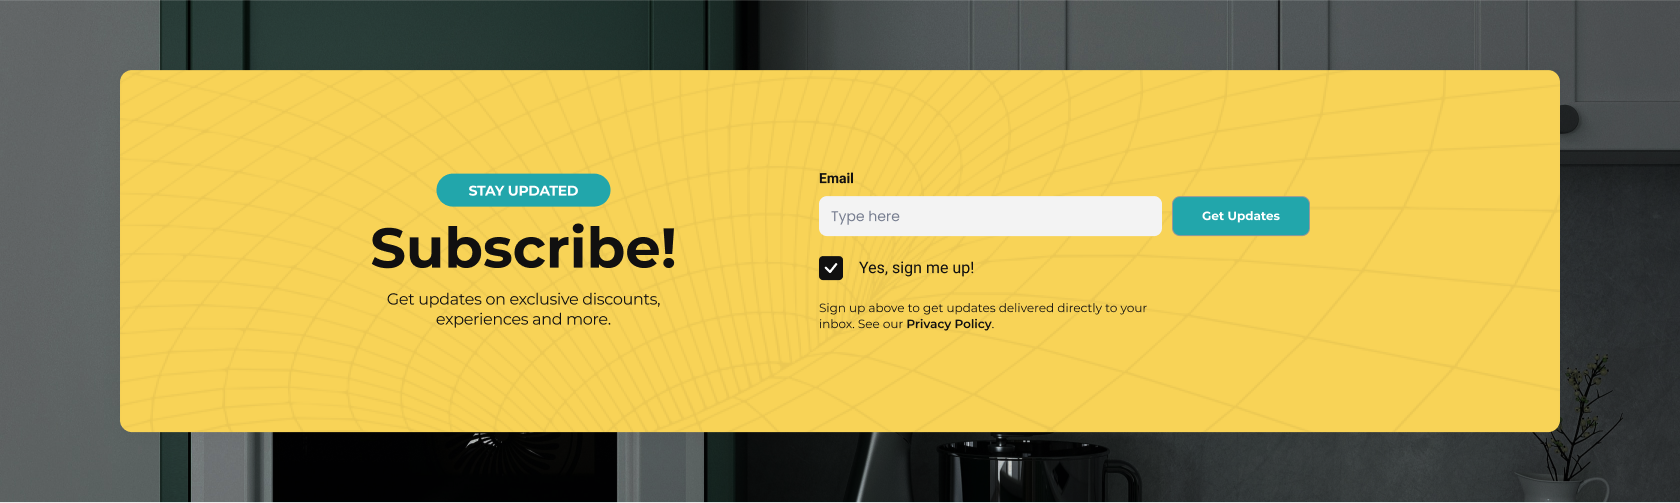 STAY UPDATED
Subscribe!
Get updates on exclusive discounts,
experiences and more.
Email
Type here
Get Updates
Yes, sign me up!
Sign up above to get updates delivered directly to your
inbox. See our Privacy Policy.